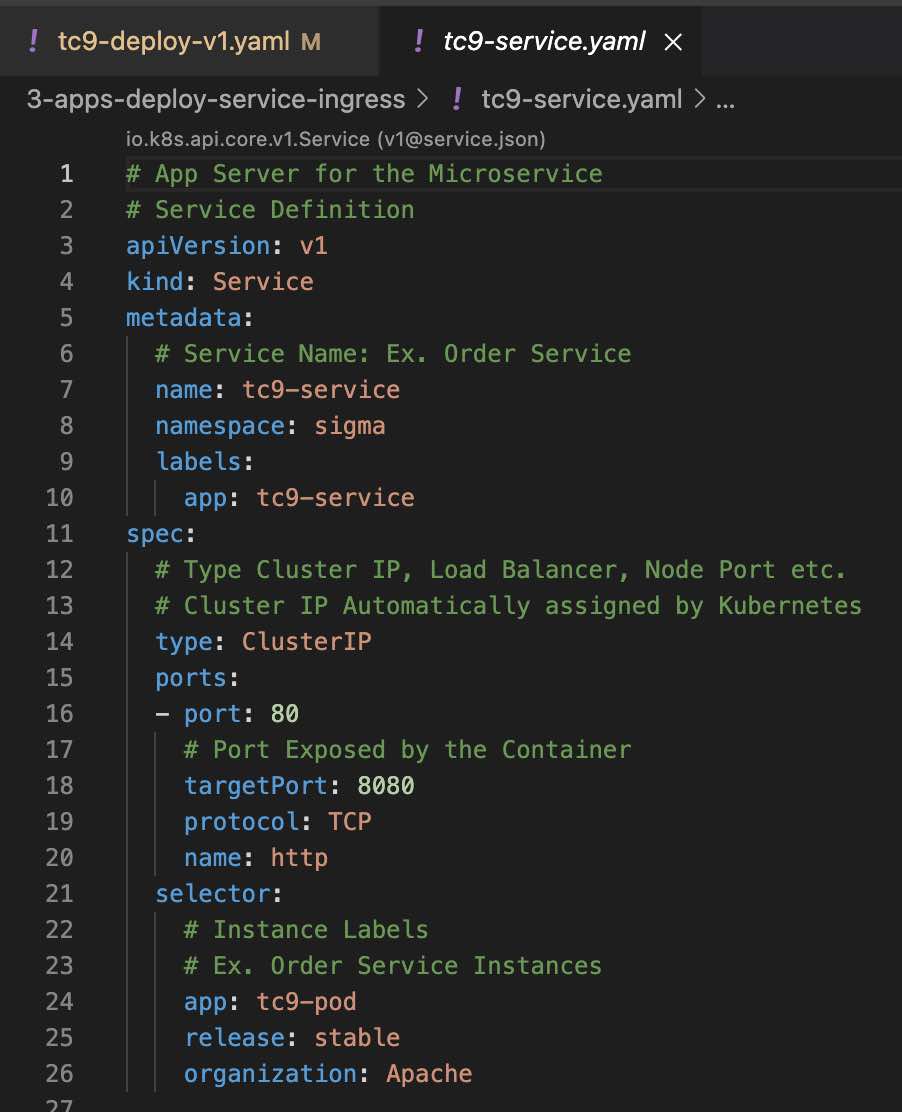 ! tc9-deploy-v1.yaml M ! tc9-service.yaml ×
3-apps-deploy-service-ingress > ! tc9-service.yaml > ...
io.k8s.api.core.v1.Service (v1@service.json)
1 # App Server for the Microservice
2 # Service Definition
3 apiVersion: v1
4 kind: Service
5 metadata:
6   # Service Name: Ex. Order Service
7   name: tc9-service
8   namespace: sigma
9   labels:
10     app: tc9-service
11 spec:
12   # Type Cluster IP, Load Balancer, Node Port etc.
13   # Cluster IP Automatically assigned by Kubernetes
14   type: ClusterIP
15   ports:
16   - port: 80
17     # Port Exposed by the Container
18     targetPort: 8080
19     protocol: TCP
20     name: http
21   selector:
22     # Instance Labels
23     # Ex. Order Service Instances
24     app: tc9-pod
25     release: stable
26     organization: Apache
27